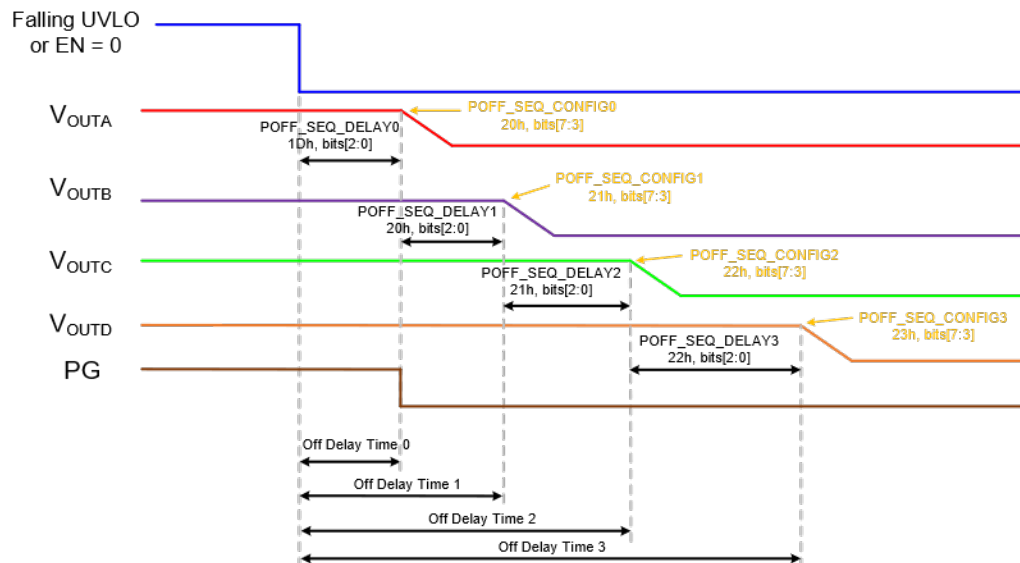 Falling UVLO
or EN = 0
VOUTA
POFF_SEQ_CONFIG0
20h, bits[7:3]
POFF_SEQ_DELAY0
1Dh, bits[2:0]
VOUTB
POFF_SEQ_CONFIG1
21h, bits[7:3]
POFF_SEQ_DELAY1
20h, bits[2:0]
VOUTC
POFF_SEQ_CONFIG2
22h, bits[7:3]
POFF_SEQ_DELAY2
21h, bits[2:0]
VOUTD
POFF_SEQ_CONFIG3
23h, bits[7:3]
POFF_SEQ_DELAY3
22h, bits[2:0]
PG
Off Delay Time 0
Off Delay Time 1
Off Delay Time 2
Off Delay Time 3